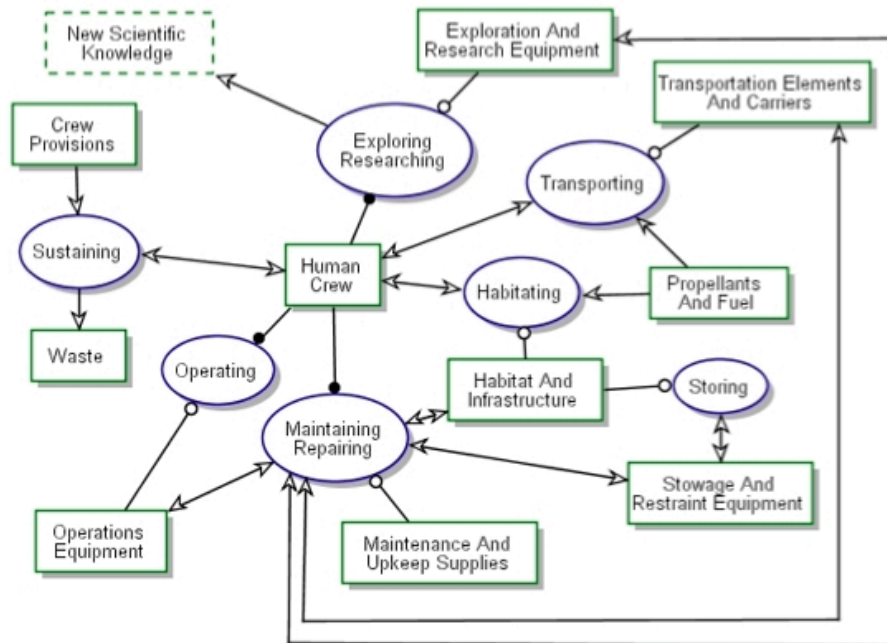 New Scientific
Knowledge
Exploration And
Research Equipment
Transportation Elements
And Carriers
Crew
Provisions
Exploring
Researching
Transporting
Sustaining
Human
Crew
Habitating
Propellants
And Fuel
Waste
Operating
Habitat And
Infrastructure
Storing
Maintaining
Repairing
Stowage And
Restraint Equipment
Operations
Equipment
Maintenance And
Upkeep Supplies